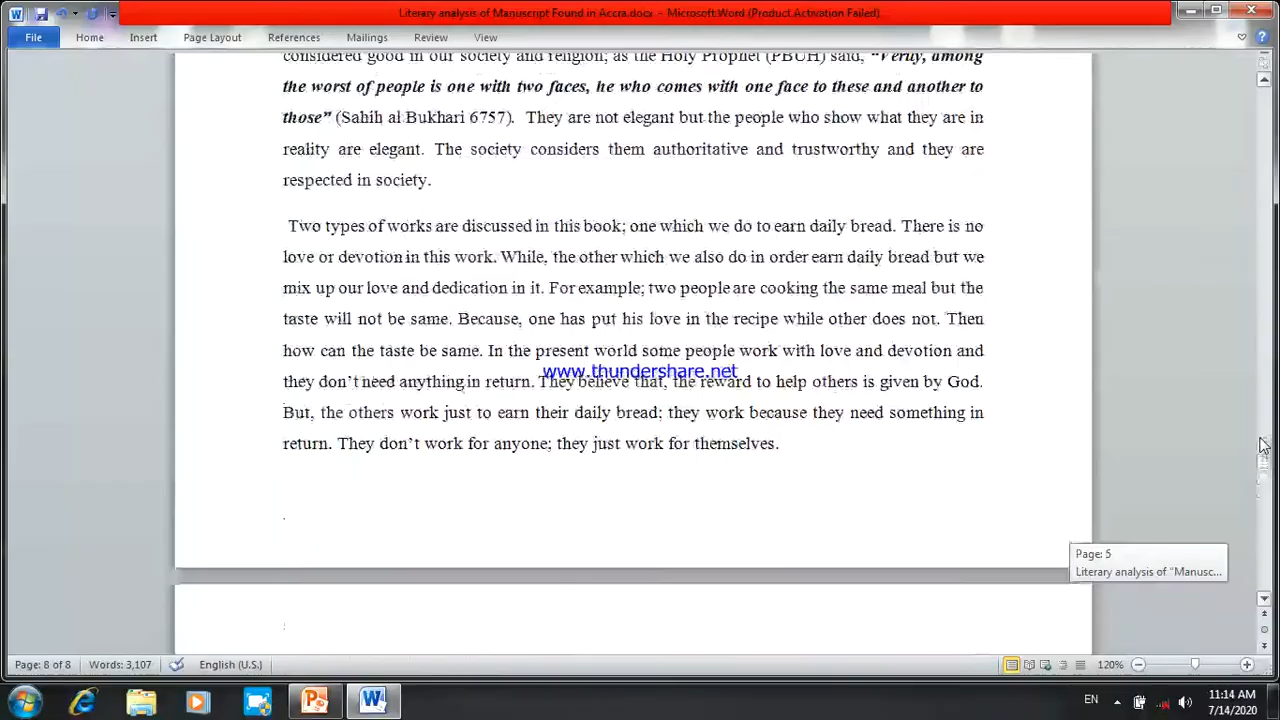 Literary analysis of Manuscript Found in Accra.docx - Microsoft Word (Product Activation Failed)
File Home Insert Page Layout References Mailings Review View
considered good in our society and religion; as the Holy Prophet (PBUH) said, "Verily, among
the worst of people is one with two faces, he who comes with one face to these and another to
those" (Sahih al Bukhari 6757). They are not elegant but the people who show what they are in
reality are elegant. The society considers them authoritative and trustworthy and they are
respected in society.
Two types of works are discussed in this book; one which we do to earn daily bread. There is no
love or devotion in this work. While, the other which we also do in order earn daily bread but we
mix up our love and dedication in it. For example; two people are cooking the same meal but the
taste will not be same. Because, one has put his love in the recipe while other does not. Then
how can the taste be same. In the present world some people work with love and devotion and
www.thundershare.net
they don't need anything in return. They believe that, the reward to help others is given by God.
But, the others work just to earn their daily bread; they work because they need something in
return. They don't work for anyone; they just work for themselves.
.
Page: 5
Literary analysis of "Manusc...
Page: 8 of 8 Words: 3,107 English (U.S.) 120%
EN 11:14 AM
7/14/2020